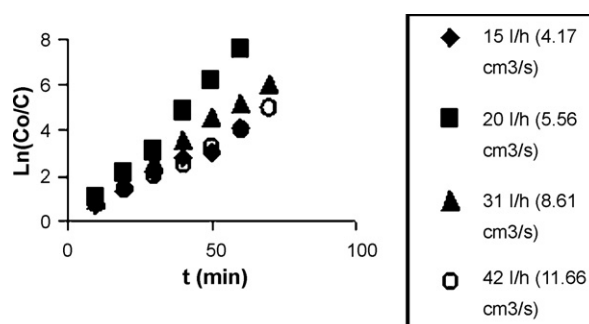 8
6
4
2
0
Ln(Co/C)
0 50 100
t (min)
15 l/h (4.17
cm3/s)
20 l/h (5.56
cm3/s)
31 l/h (8.61
cm3/s)
42 l/h (11.66
cm3/s)